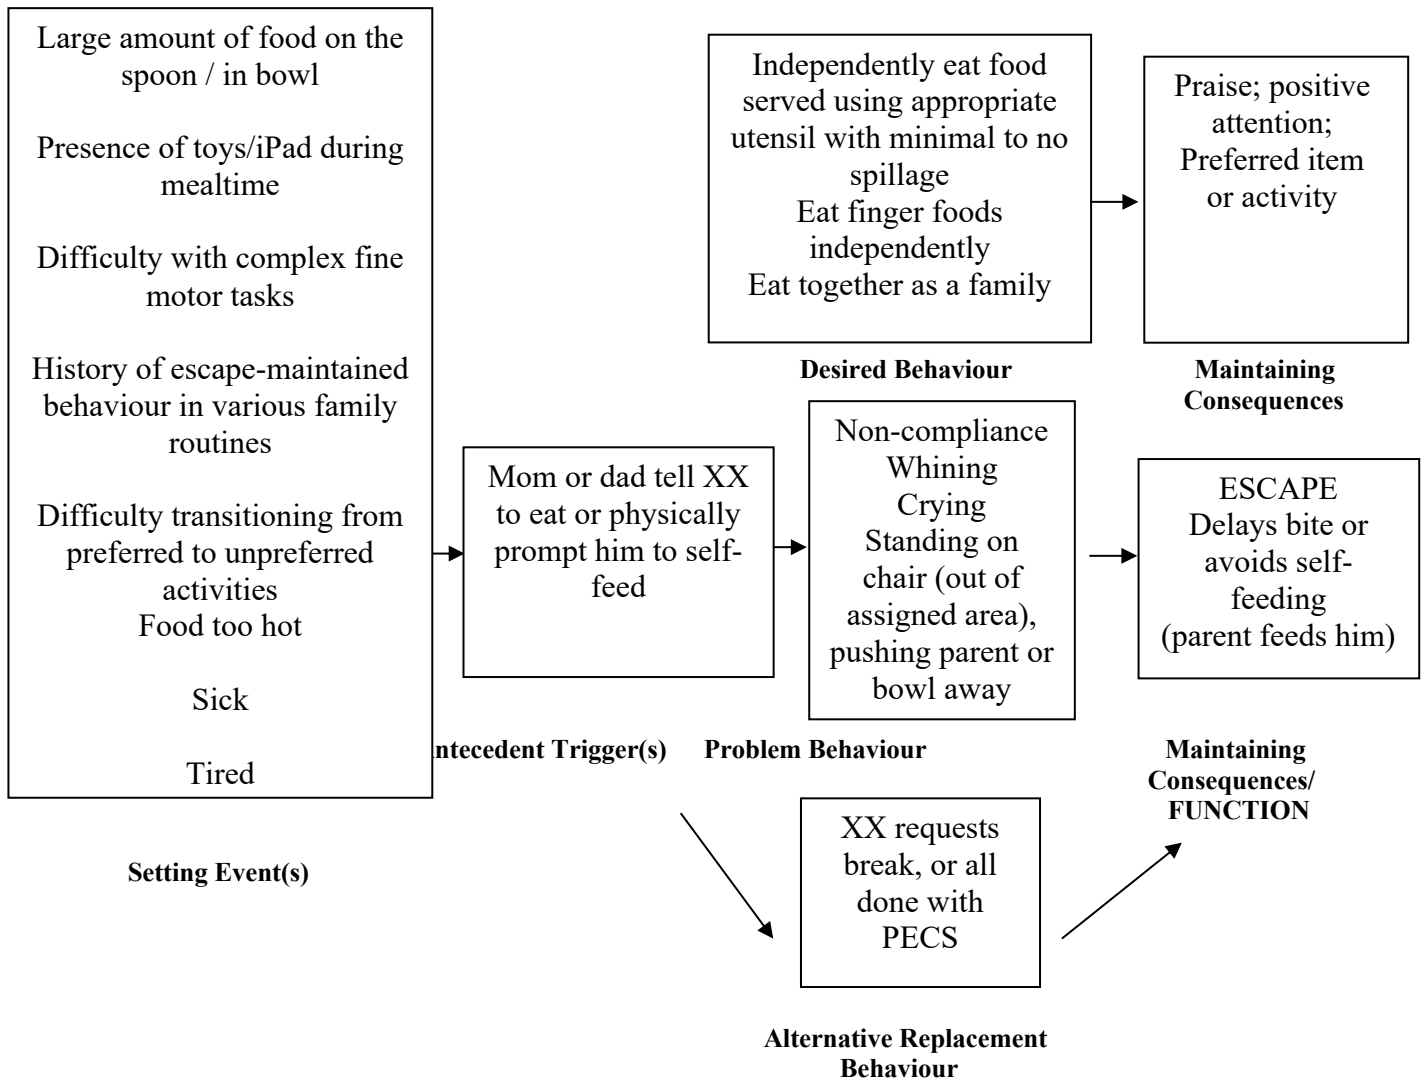 Large amount of food on the
spoon / in bowl
Presence of toys/iPad during
mealtime
Difficulty with complex fine
motor tasks
History of escape-maintained
behaviour in various family
routines
Difficulty transitioning from
preferred to unpreferred
activities
Food too hot
Sick
Tired
Setting Event(s)
Mom or dad tell XX
to eat or physically
prompt him to self-
feed
ntecedent Trigger(s)
Independently eat food
served using appropriate
utensil with minimal to no
spillage
Eat finger foods
independently
Eat together as a family
Desired Behaviour
Praise; positive
attention;
Preferred item
or activity
Maintaining
Consequences
Non-compliance
Whining
Crying
Standing on
chair (out of
assigned area),
pushing parent or
bowl away
Problem Behaviour
ESCAPE
Delays bite or
avoids self-
feeding
(parent feeds him)
Maintaining
Consequences/
FUNCTION
XX requests
break, or all
done with
PECS
Alternative Replacement
Behaviour